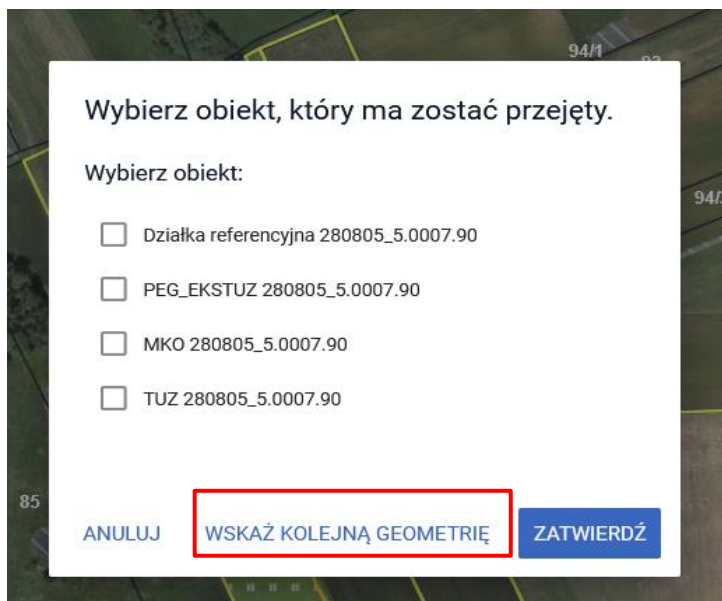 94/1
Wybierz obiekt, który ma zostać przejęty.
Wybierz obiekt:
94/
Działka referencyjna 280805_5.0007.90
PEG_EKSTUZ 280805_5.0007.90
MKO 280805_5.0007.90
TUZ 280805_5.0007.90
85
ANULUJ WSKAŻ KOLEJNĄ GEOMETRIĘ ZATWIERDŹ